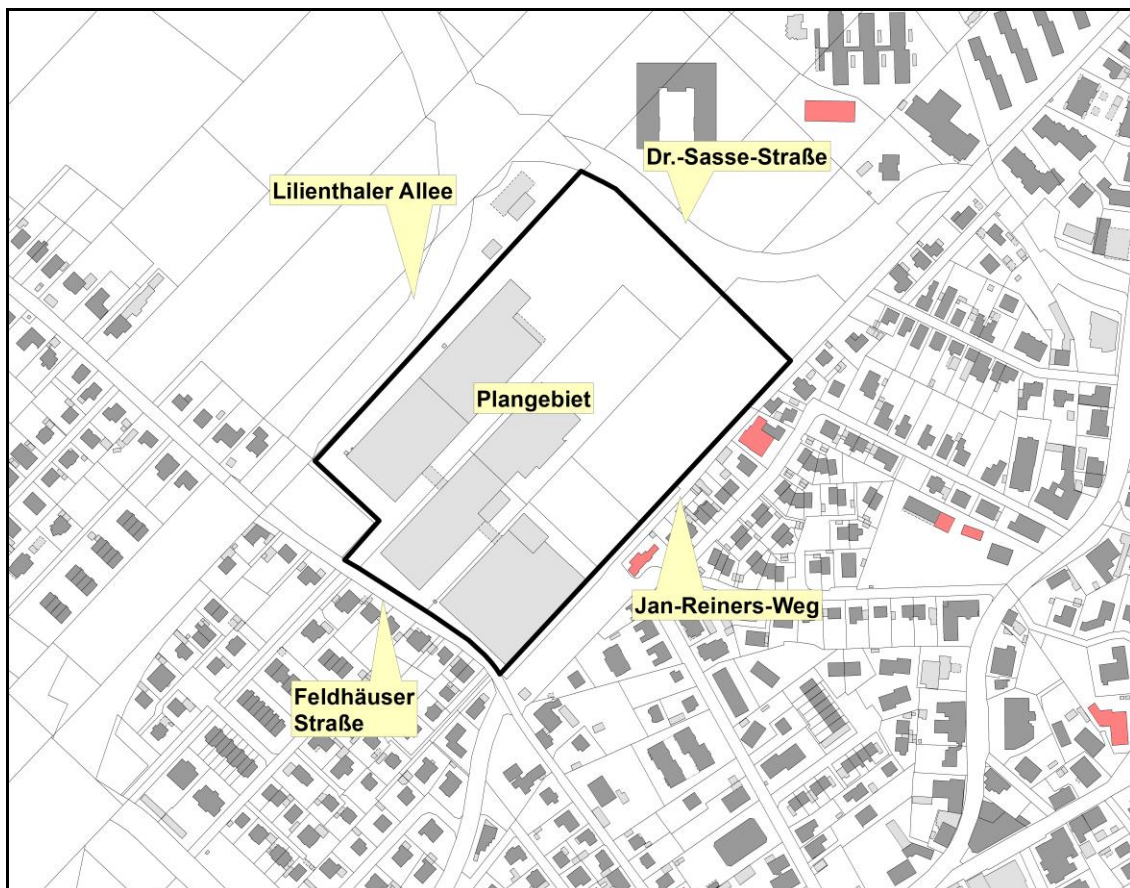 Dr.-Sasse-Straße
Lilienthaler Allee
Plangebiet
Jan-Reiners-Weg
Feldhäuser
Straße